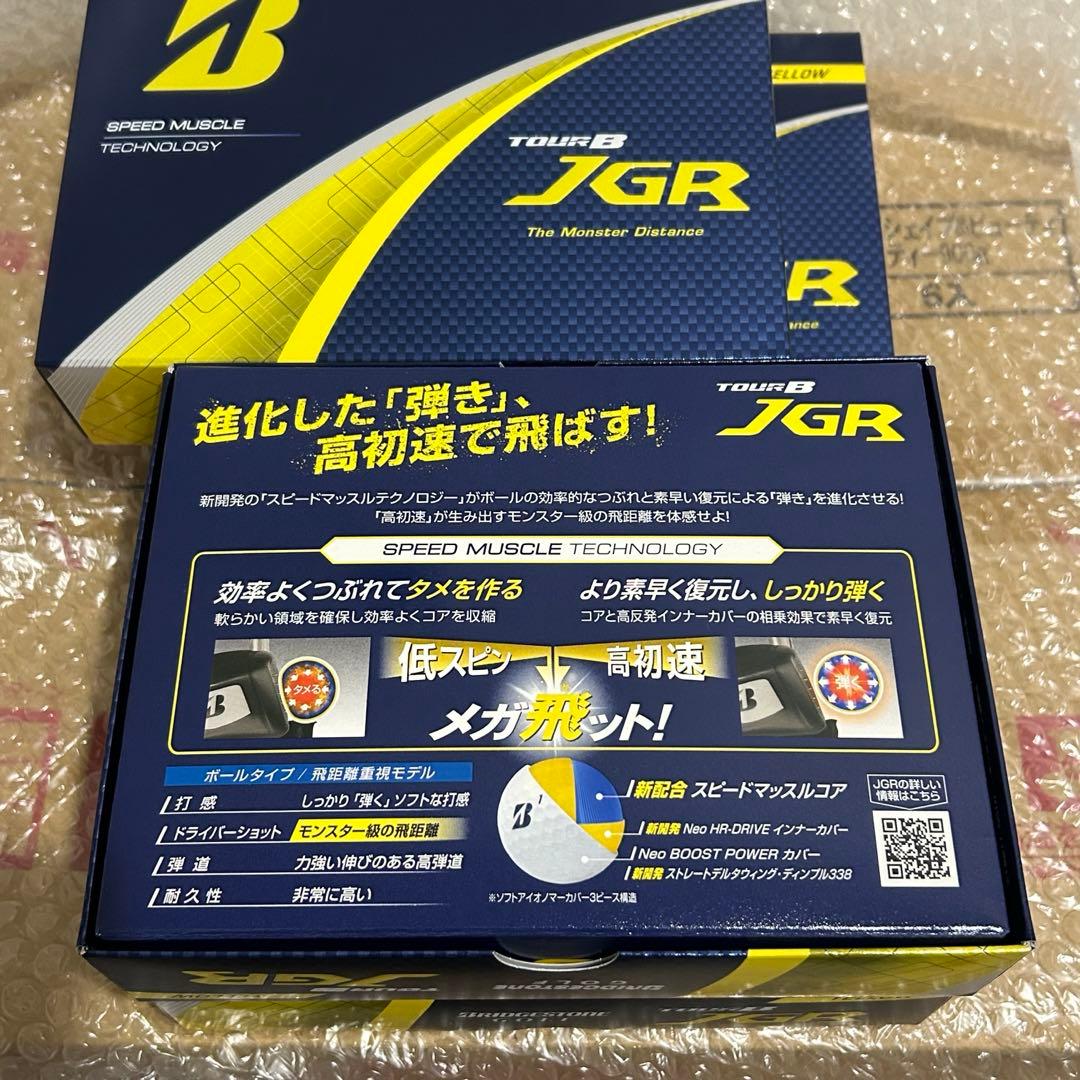 B
SPEED MUSCLE
TECHNOLOGY
TOUR B
JGR
The Monster Distance
ELLOW
R
ance
6入
進化した「弾き」、
高初速で飛ばす!
TOUR B
JGR
新開発の「スピードマッスルテクノロジー」がボールの効率的なつぶれと素早い復元による「弾き」を進化させる!
「高初速」が生み出すモンスター級の飛距離を体感せよ!
SPEED MUSCLE TECHNOLOGY
効率よくつぶれてタメを作る
軟らかい領域を確保し効率よくコアを収縮
より素早く復元し、しっかり弾く
コアと高反発インナーカバーの相乗効果で素早く復元
タメる
低スピン
高初速
弾く
メガ飛ット!
ボールタイプ / 飛距離重視モデル
打感 しっかり「弾く」ソフトな打感
ドライバーショット モンスター級の飛距離
弾道 力強い伸びのある高弾道
耐久性 非常に高い
B 1
新配合 スピードマッスルコア
新開発 Neo HR-DRIVE インナーカバー
Neo BOOST POWER カバー
新開発 ストレートデルタウィング・ディンプル338
※ソフトアイオノマーカバー3ピース構造
JGRの詳しい
情報はこちら
TOUR B JGR
BRIDGESTONE
GOLF
BRIDGESTONE
JGR